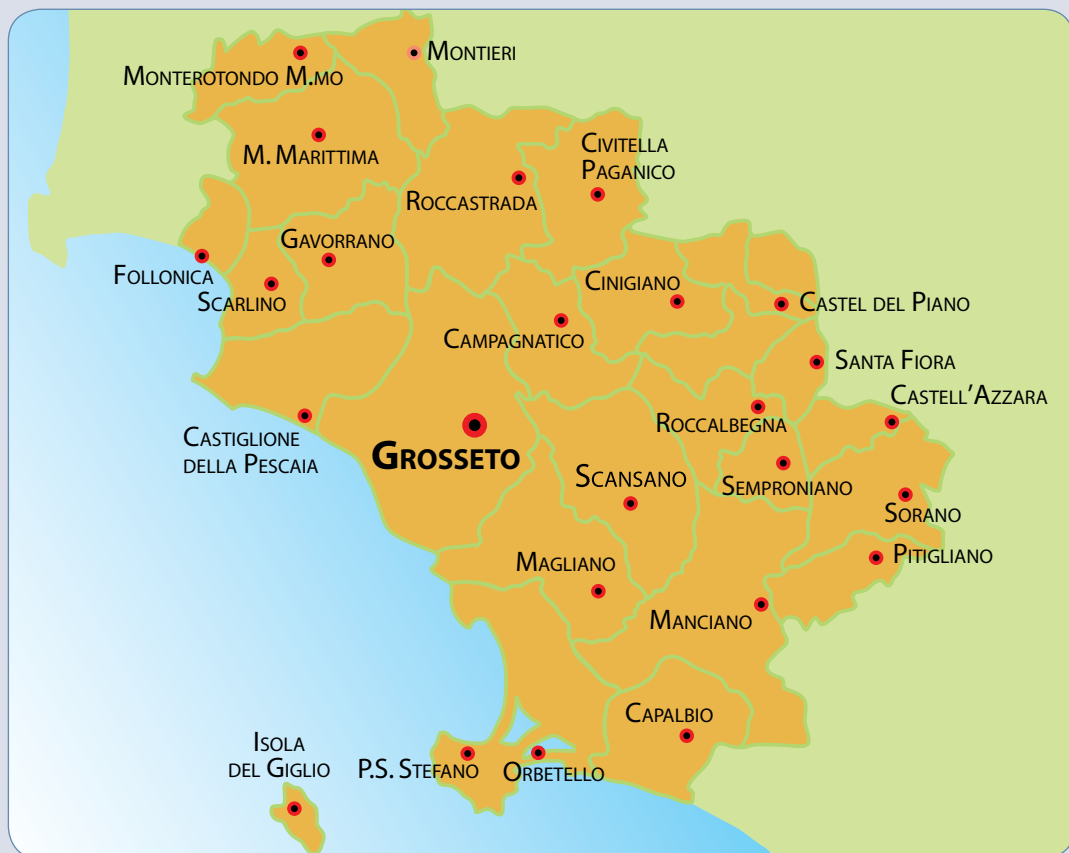 Montieri
Monterotondo M.mo
M. Marittima
Civitella
Paganico
Roccastrada
Gavorrano
Follonica
Scarlino
Cinigiano
Castel del Piano
Campagnatico
Santa Fiora
Castell'Azzara
Roccalbegna
Castiglione
della Pescaia
Grosseto
Scansano
Semproniano
Sorano
Pitigliano
Magliano
Manciano
Capalbio
Isola
del Giglio
P.S. Stefano
Orbetello